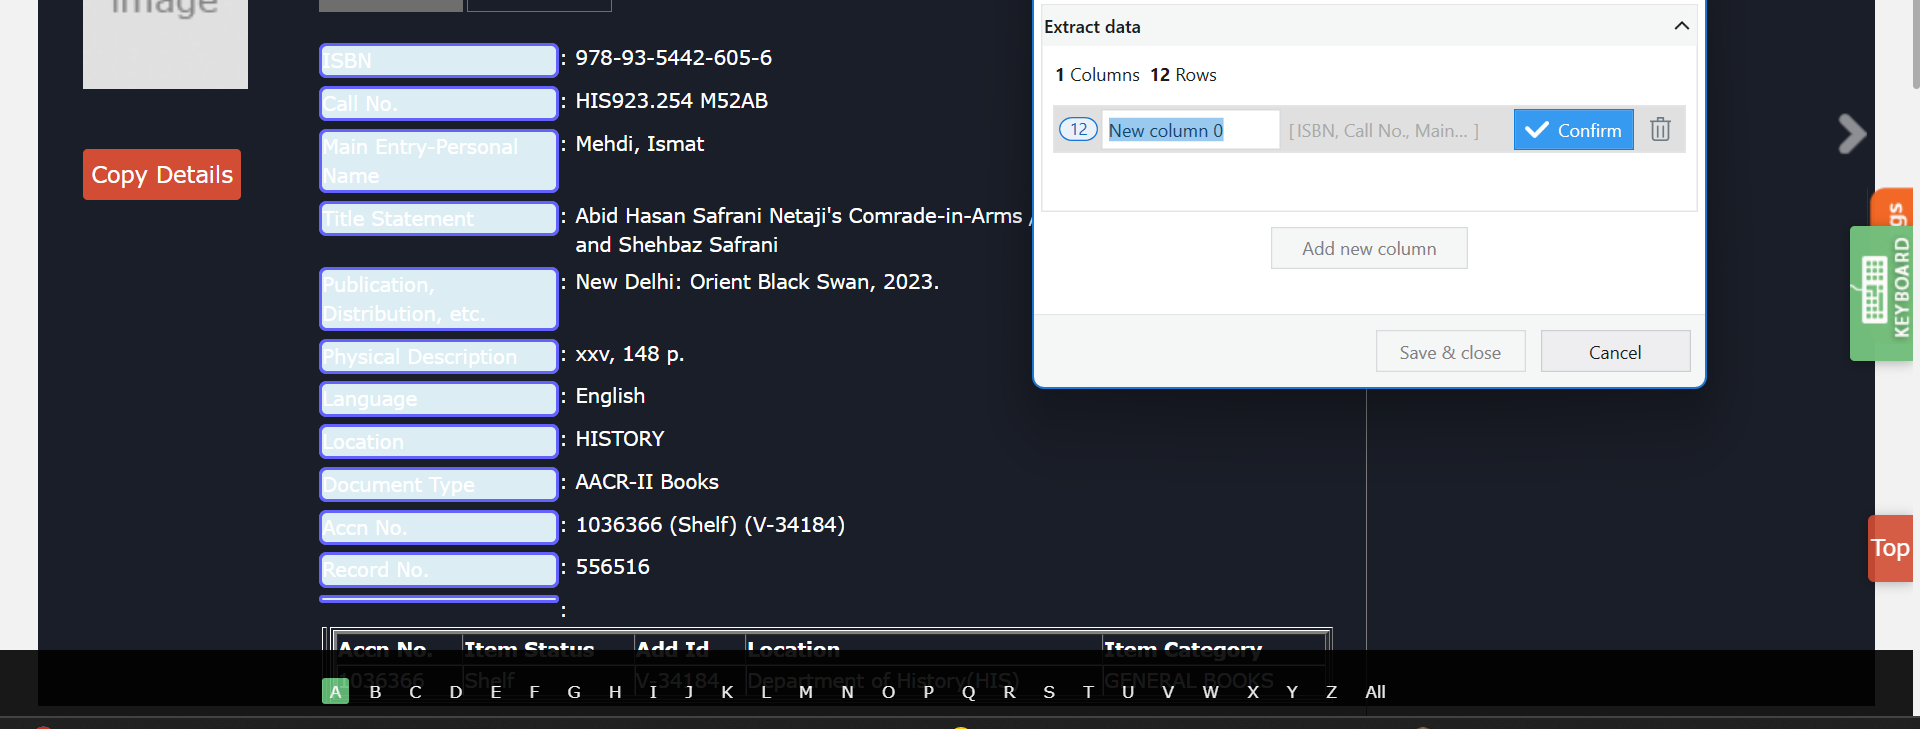 image
Copy Details
ISBN : 978-93-5442-605-6
Call No. : HIS923.254 M52AB
Main Entry-Personal Name : Mehdi, Ismat
Title Statement : Abid Hasan Safrani Netaji's Comrade-in-Arms /
and Shehbaz Safrani
Publication, Distribution, etc. : New Delhi: Orient Black Swan, 2023.
Physical Description : xxv, 148 p.
Language : English
Location : HISTORY
Document Type : AACR-II Books
Accn No. : 1036366 (Shelf) (V-34184)
Record No. : 556516
:
Accn No. Item Status Add Id Location Item Category
1036366 Shelf V-34184 Department of History(HIS) GENERAL BOOKS
A B C D E F G H I J K L M N O P Q R S T U V W X Y Z All
Extract data
1 Columns 12 Rows
12 New column 0 [ ISBN, Call No., Main... ] Confirm
Add new column
Save & close Cancel
gs
KEYBOARD
Top